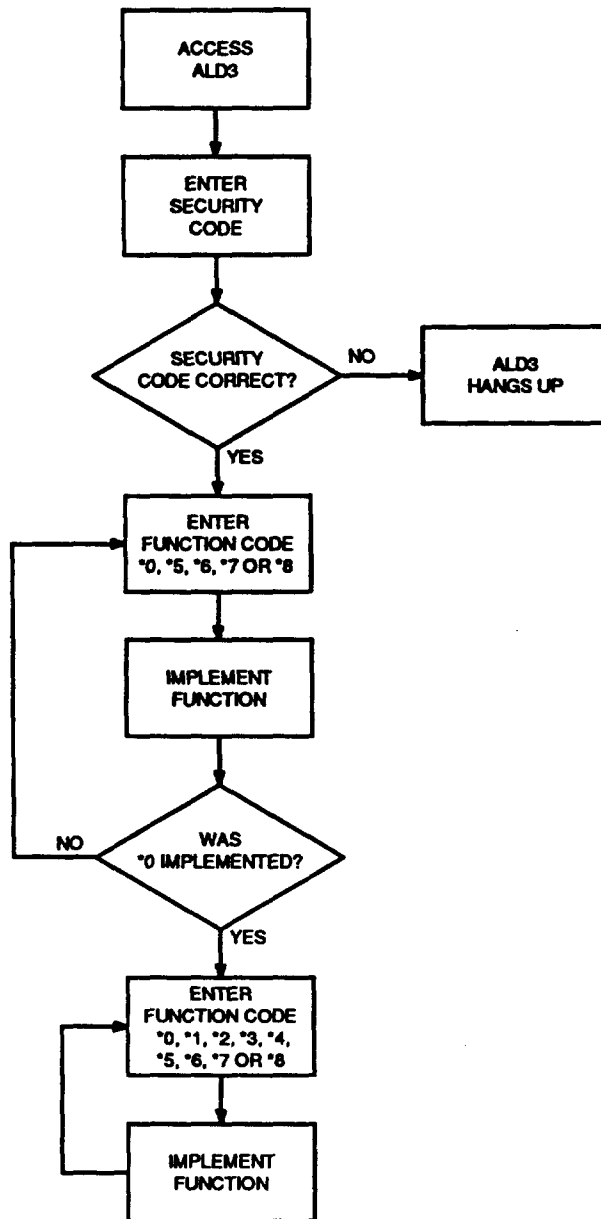 ACCESS
ALD3
ENTER
SECURITY
CODE
SECURITY
CODE CORRECT?
NO
ALD3
HANGS UP
YES
ENTER
FUNCTION CODE
*0, *5, *6, *7 OR *8
IMPLEMENT
FUNCTION
NO
WAS
*0 IMPLEMENTED?
YES
ENTER
FUNCTION CODE
*0, *1, *2, *3, *4,
*5, *6, *7 OR *8
IMPLEMENT
FUNCTION